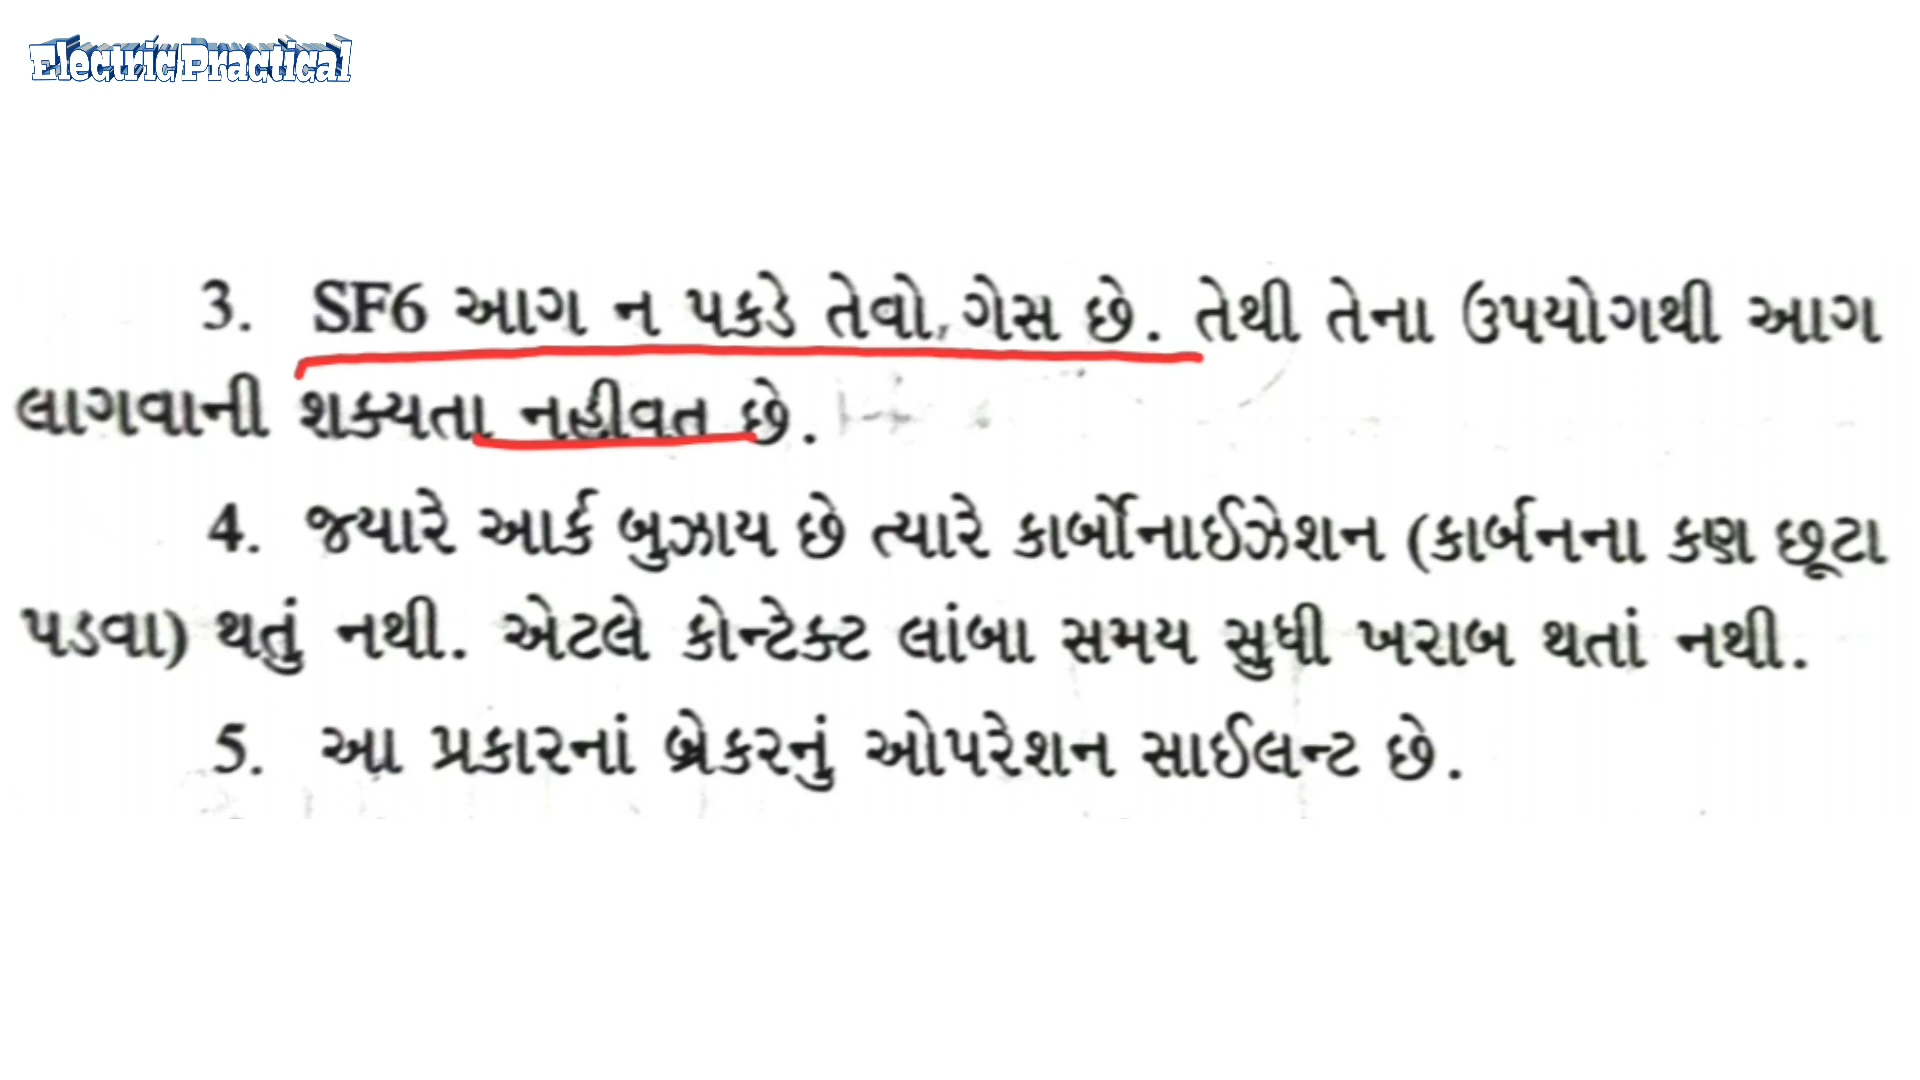 Electric Practical
3. SF6 આગ ન પકડે તેવો ગેસ છે. તેથી તેના ઉપયોગથી આગ
લાગવાની શક્યતા નહીવત છે.
4. જ્યારે આર્ક બુઝાય છે ત્યારે કાર્બોનાઈઝેશન (કાર્બનના કણ છૂટા
પડવા) થતું નથી. એટલે કોન્ટેક્ટ લાંબા સમય સુધી ખરાબ થતાં નથી.
5. આ પ્રકારનાં બ્રેકરનું ઓપરેશન સાઈલન્ટ છે.